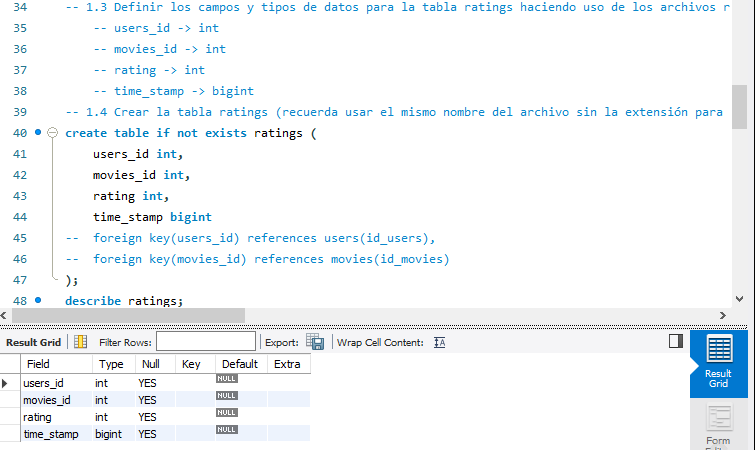 34 -- 1.3 Definir los campos y tipos de datos para la tabla ratings haciendo uso de los archivos r
35 -- users_id -> int
36 -- movies_id -> int
37 -- rating -> int
38 -- time_stamp -> bigint
39 -- 1.4 Crear la tabla ratings (recuerda usar el mismo nombre del archivo sin la extensión para
40 create table if not exists ratings (
41 users_id int,
42 movies_id int,
43 rating int,
44 time_stamp bigint
45 -- foreign key(users_id) references users(id_users),
46 -- foreign key(movies_id) references movies(id_movies)
47 );
48 describe ratings;
Result Grid Filter Rows: Export: Wrap Cell Content: IA
Field Type Null Key Default Extra
users_id int YES NULL
movies_id int YES NULL
rating int YES NULL
time_stamp bigint YES NULL
Result
Grid
Form